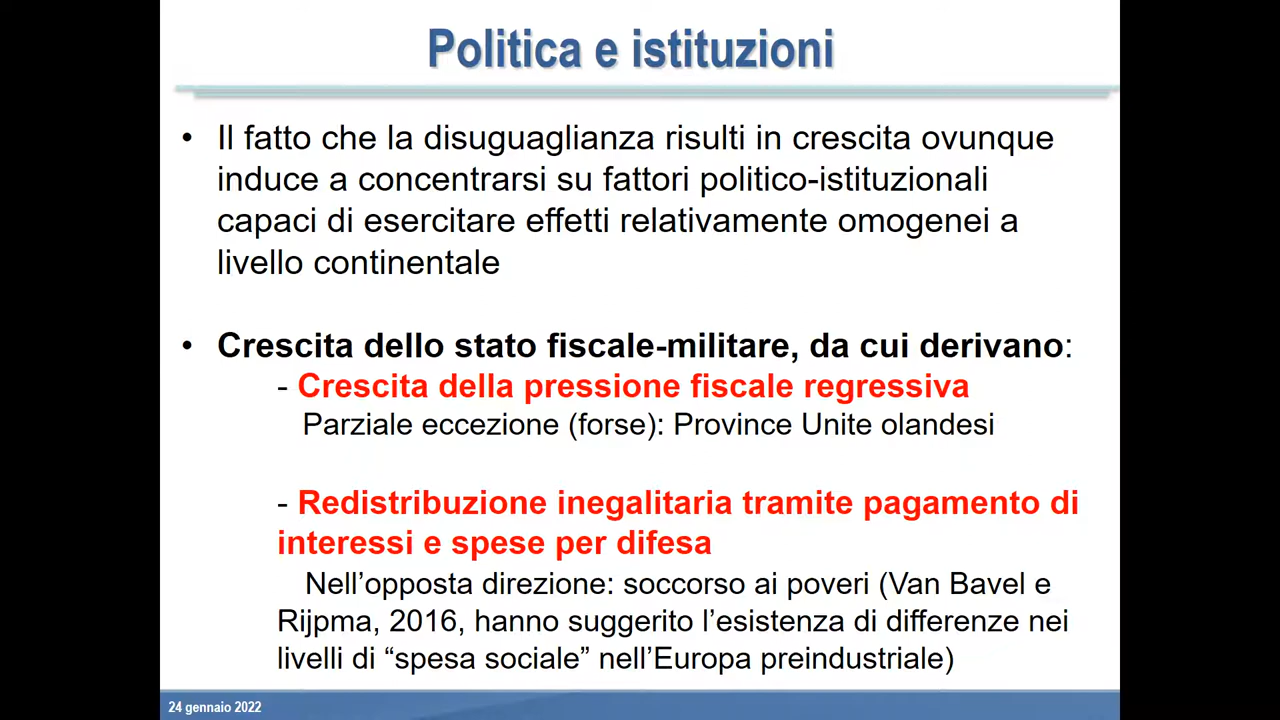 Politica e istituzioni
• Il fatto che la disuguaglianza risulti in crescita ovunque
induce a concentrarsi su fattori politico-istituzionali
capaci di esercitare effetti relativamente omogenei a
livello continentale
• Crescita dello stato fiscale-militare, da cui derivano:
- Crescita della pressione fiscale regressiva
Parziale eccezione (forse): Province Unite olandesi
- Redistribuzione inegalitaria tramite pagamento di
interessi e spese per difesa
Nell’opposta direzione: soccorso ai poveri (Van Bavel e
Rijpma, 2016, hanno suggerito l’esistenza di differenze nei
livelli di “spesa sociale” nell’Europa preindustriale)
24 gennaio 2022